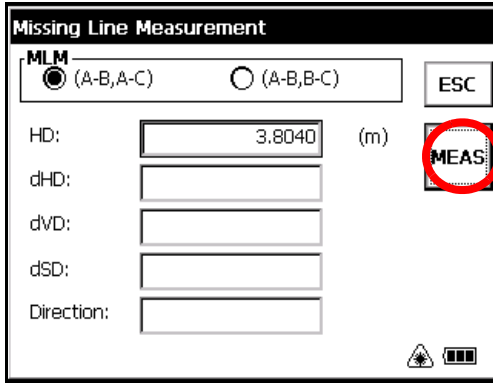 Missing Line Measurement
MLM
(A-B,A-C) (A-B,B-C)
ESC
HD: 3.8040 (m)
MEAS
dHD:
dVD:
dSD:
Direction: